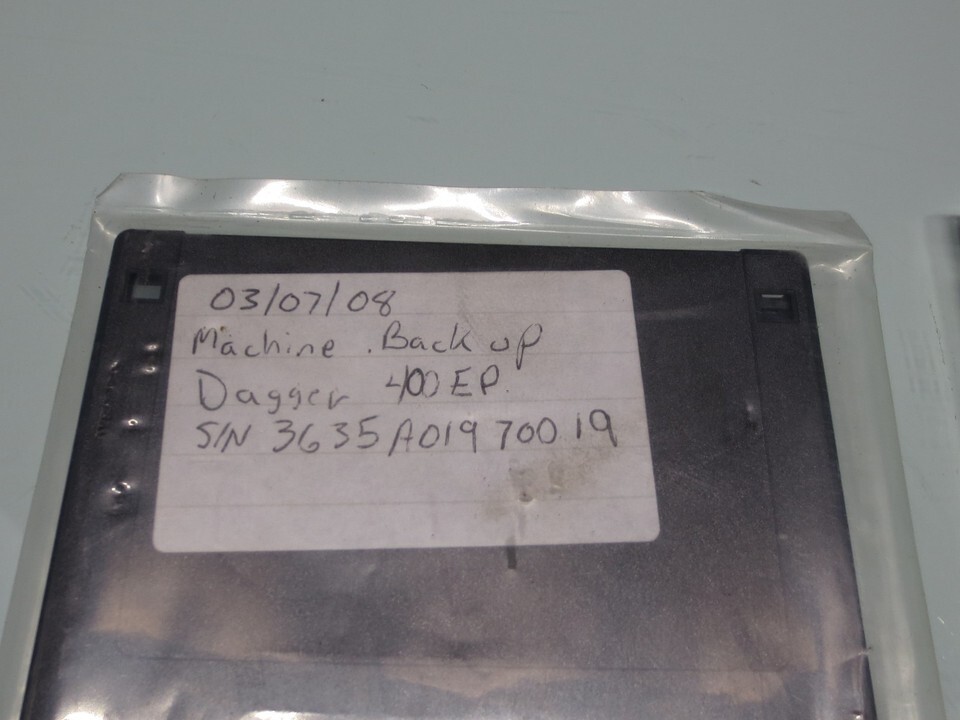 03/07/08
Machine Back up
Dagger 400 EP
S/N 3635A01970019